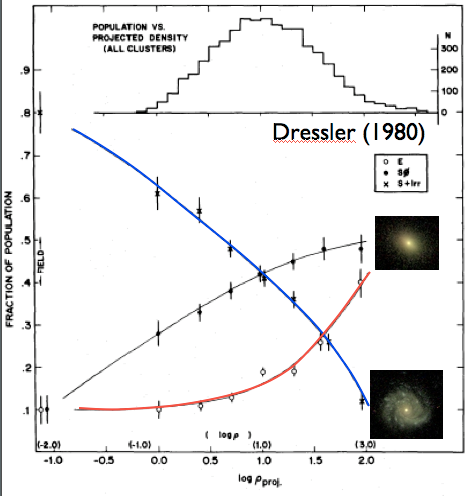 POPULATION VS.
PROJECTED DENSITY
(ALL CLUSTERS)
N
300
200
100
0
Dressler (1980)
E
SØ
S+Irr
FRACTION OF POPULATION
.9
.8
.7
.6
.5
.4
.3
.2
.1
FIELD
(-2.0) (-1.0) (log ρ) (1.0) (3.0)
-1.0 -0.5 0.0 0.5 1.0 1.5 2.0
log ρproj.